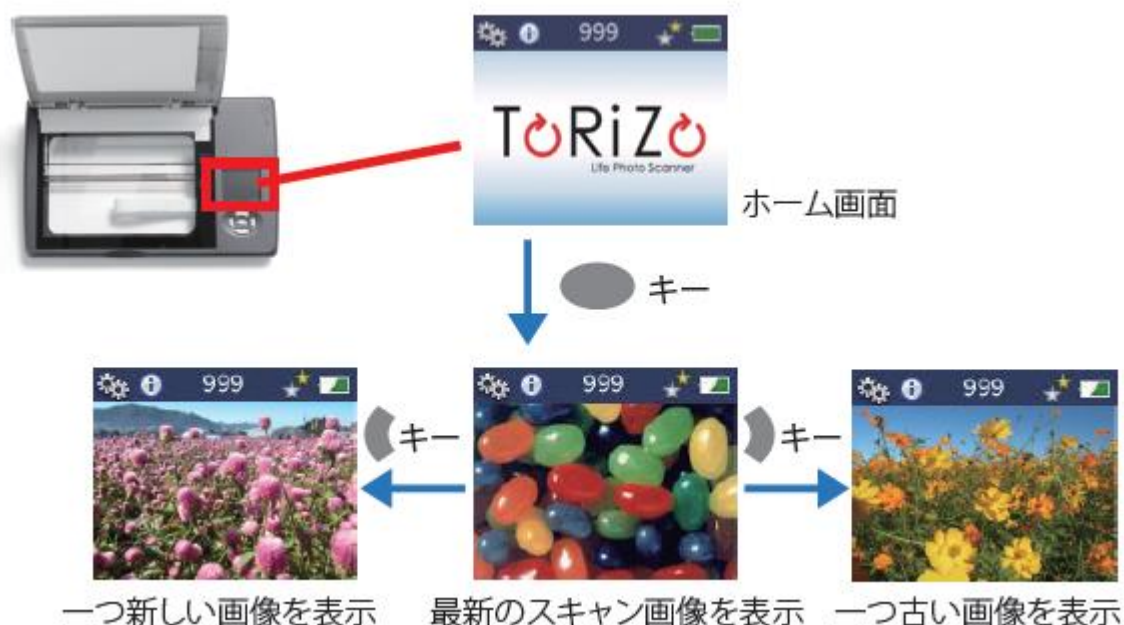 999
ToRiZo
Life Photo Scanner
ホーム画面
キー
999
999
999
キー
キー
一つ新しい画像を表示
最新のスキャン画像を表示
一つ古い画像を表示